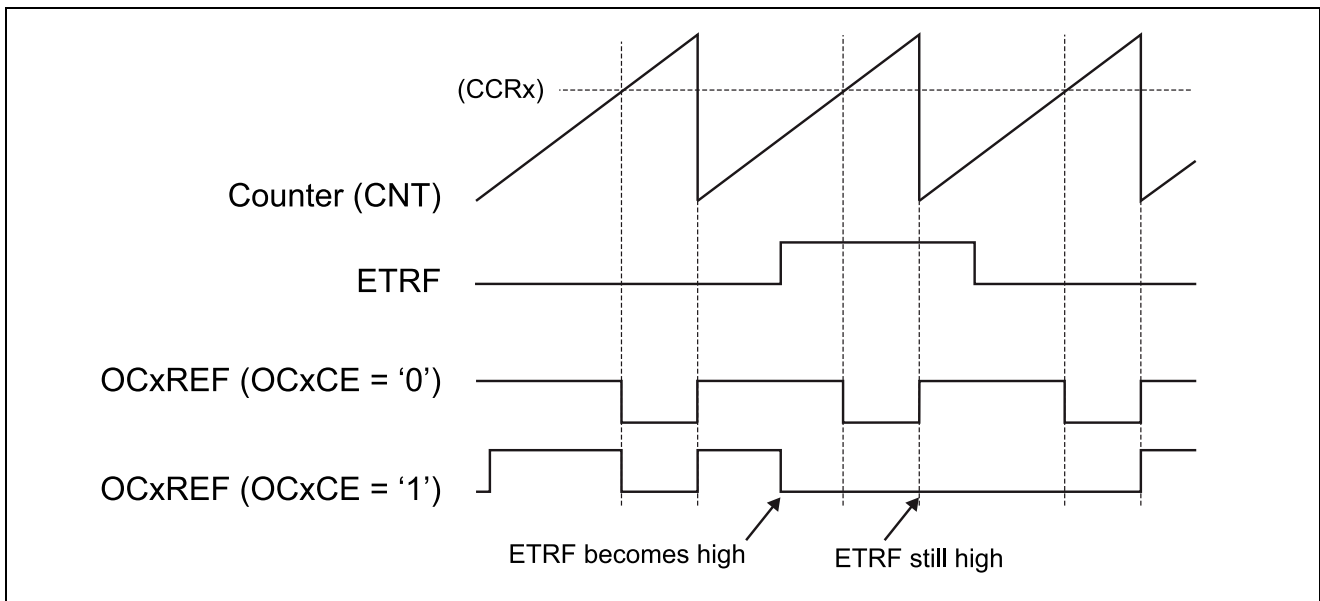 (CCRx)
Counter (CNT)
ETRF
OCxREF (OCxCE = ‘0’)
OCxREF (OCxCE = ‘1’)
ETRF becomes high
ETRF still high